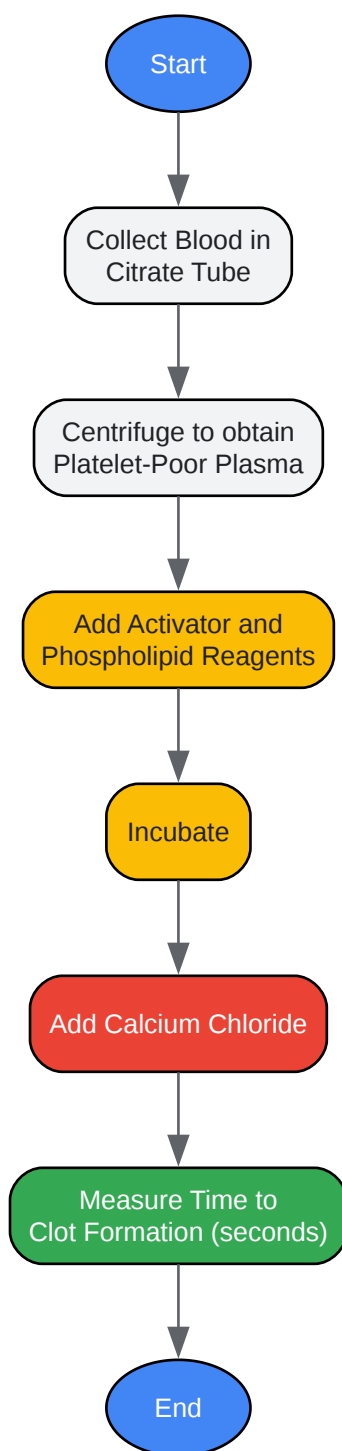 Start
Collect Blood in
Citrate Tube
Centrifuge to obtain
Platelet-Poor Plasma
Add Activator and
Phospholipid Reagents
Incubate
Add Calcium Chloride
Measure Time to
Clot Formation (seconds)
End